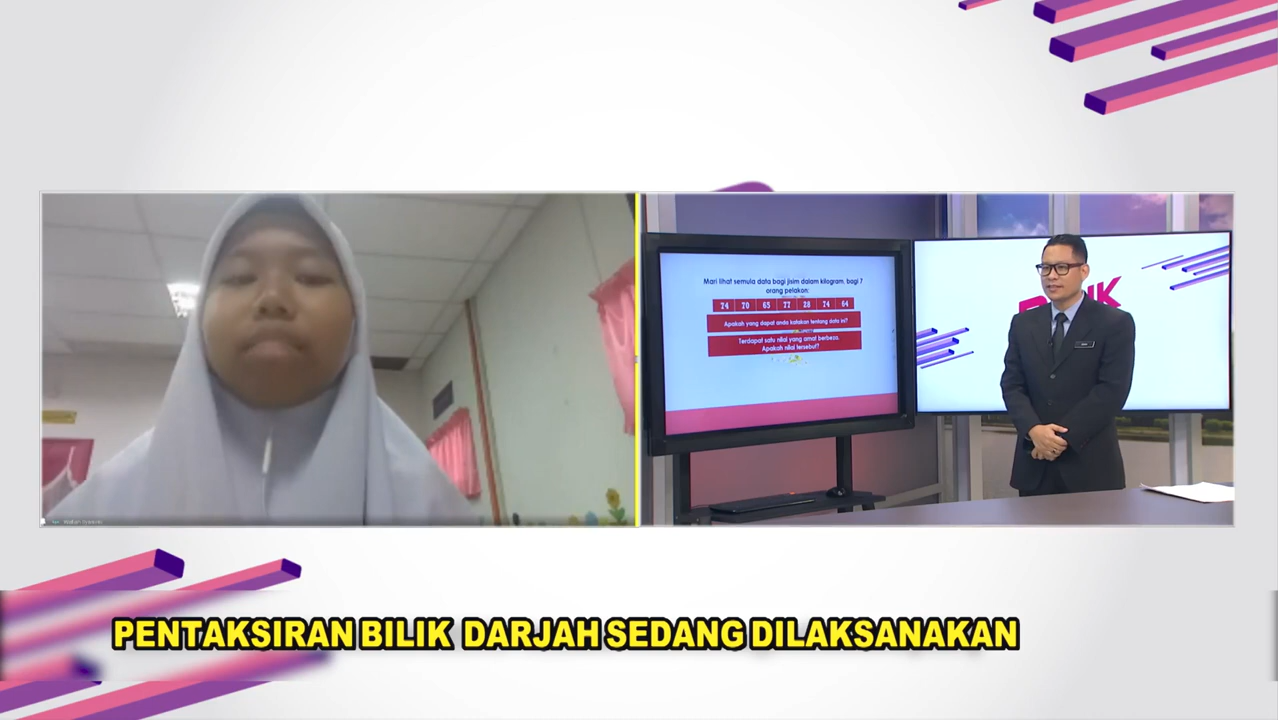 Mari lihat semula data bagi jisim dalam kilogram, bagi 7
orang pelakon:
74 70 65 77 28 74 64
Apakah yang dapat anda katakan tentang data ini?
Terdapat satu nilai yang amat berbeza.
Apakah nilai tersebut?
PENTAKSIRAN BILIK DARJAH SEDANG DILAKSANAKAN